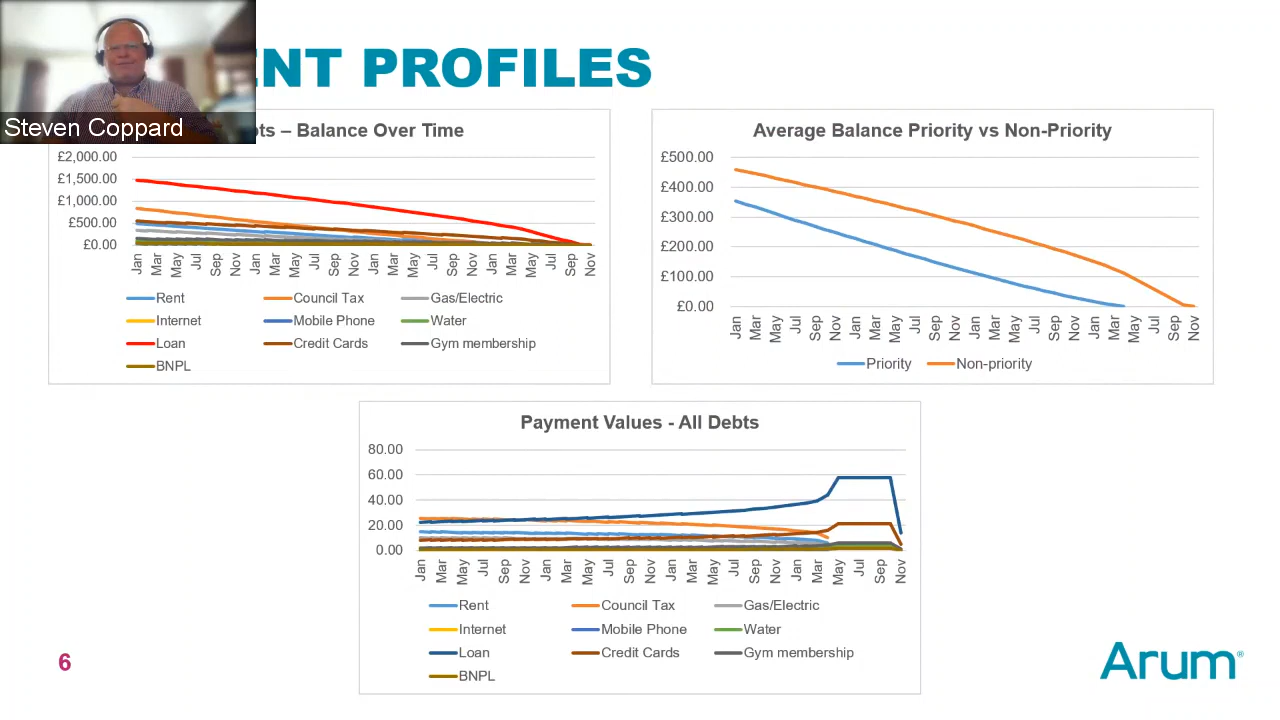 ENT PROFILES
Steven Coppard
ts – Balance Over Time
£2,000.00
£1,500.00
£1,000.00
£500.00
£0.00
Jan Mar May Jul Sep Nov Jan Mar May Jul Sep Nov Jan Mar May Jul Sep Nov Jan Mar May Jul Sep Nov
Rent Council Tax Gas/Electric
Internet Mobile Phone Water
Loan Credit Cards Gym membership
BNPL
Average Balance Priority vs Non-Priority
£500.00
£400.00
£300.00
£200.00
£100.00
£0.00
Jan Mar May Jul Sep Nov Jan Mar May Jul Sep Nov Jan Mar May Jul Sep Nov Jan Mar May Jul Sep Nov
Priority Non-priority
Payment Values - All Debts
80.00
60.00
40.00
20.00
0.00
Jan Mar May Jul Sep Nov Jan Mar May Jul Sep Nov Jan Mar May Jul Sep Nov Jan Mar May Jul Sep Nov
Rent Council Tax Gas/Electric
Internet Mobile Phone Water
Loan Credit Cards Gym membership
BNPL
6
Arum®